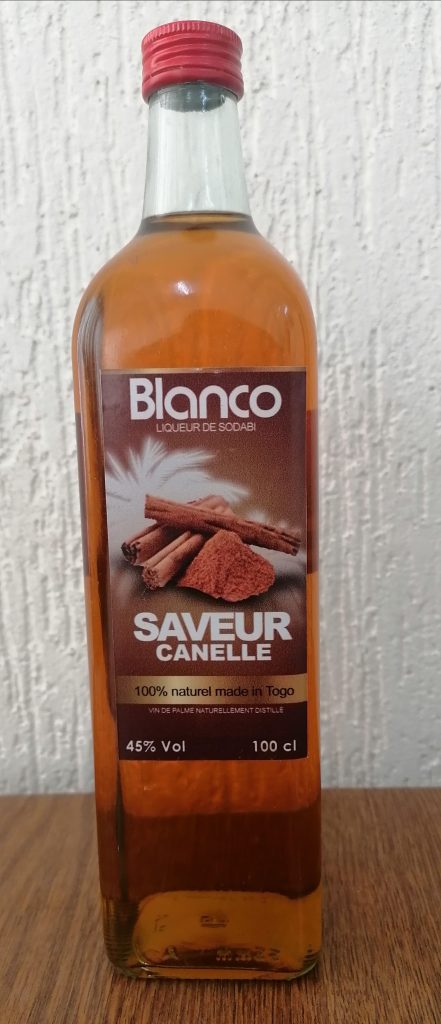 Blanco
LIQUEUR DE SODABI
SAVEUR
CANELLE
100% naturel made in Togo
VIN DE PALME NATURELLEMENT DISTILLÉ
45% Vol 100 cl